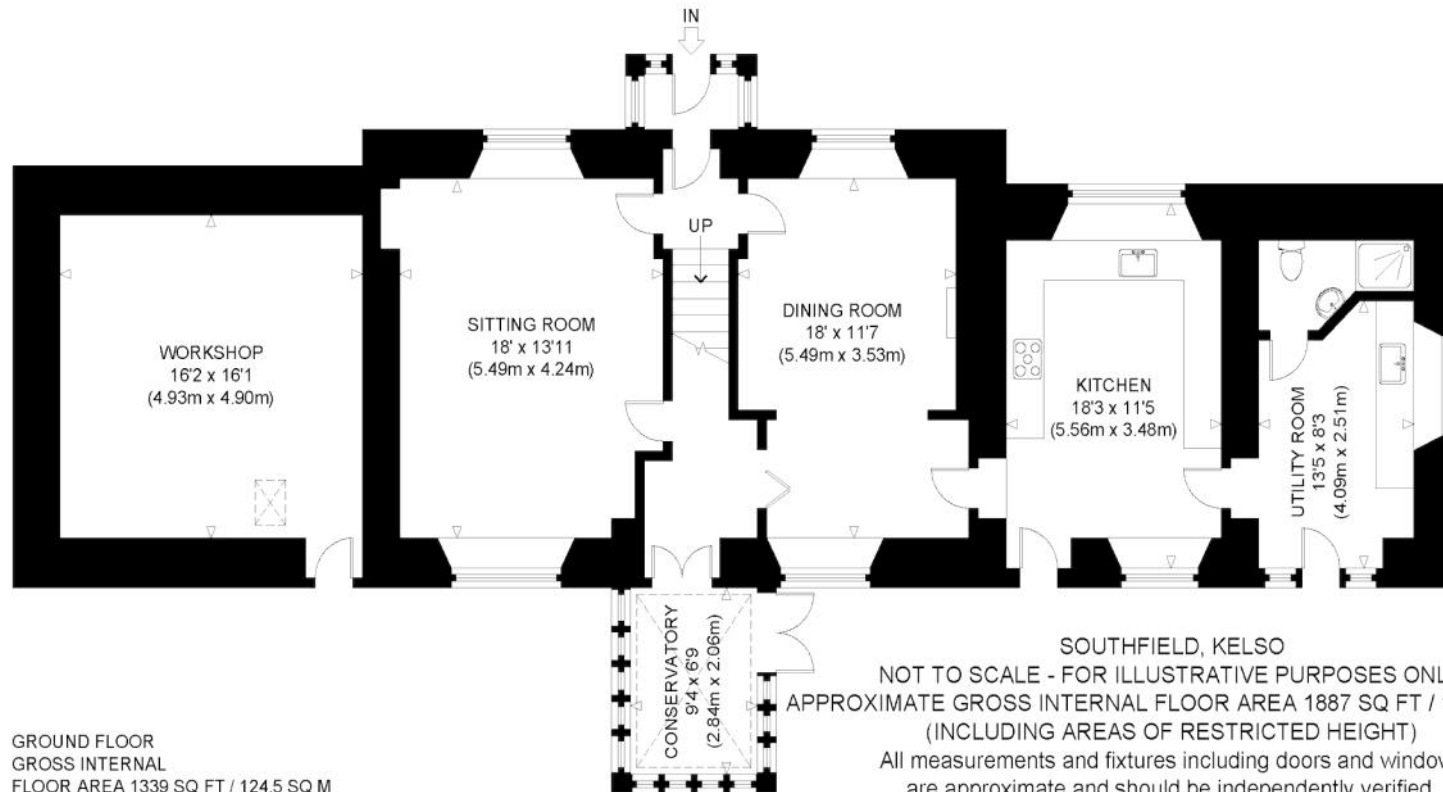 IN
UP
WORKSHOP
16'2 x 16'1
(4.93m x 4.90m)
SITTING ROOM
18' x 13'11
(5.49m x 4.24m)
DINING ROOM
18' x 11'7
(5.49m x 3.53m)
KITCHEN
18'3 x 11'5
(5.56m x 3.48m)
UTILITY ROOM
13'5 x 8'3
(4.09m x 2.51m)
CONSERVATORY
9'4 x 6'9
(2.84m x 2.06m)
GROUND FLOOR
GROSS INTERNAL
FLOOR AREA 1339 SQ FT / 124.5 SQ M
SOUTHFIELD, KELSO
NOT TO SCALE - FOR ILLUSTRATIVE PURPOSES
APPROXIMATE GROSS INTERNAL FLOOR AREA 1887 SQ FT /
(INCLUDING AREAS OF RESTRICTED HEIGHT)
All measurements and fixtures including doors and window
are approximate and should be independently verified